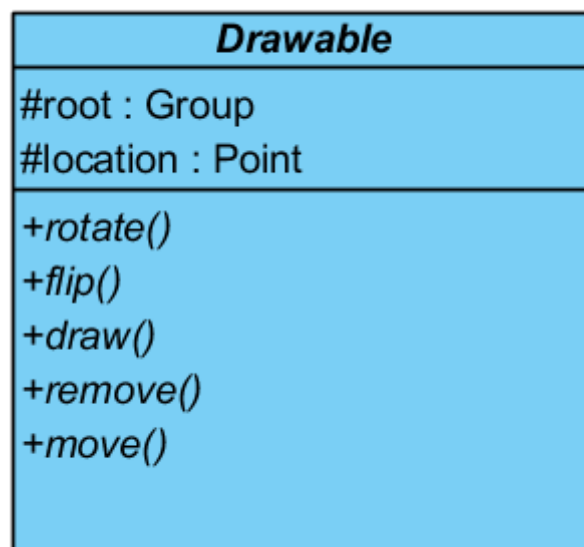 Drawable
#root : Group
#location : Point
+rotate()
+flip()
+draw()
+remove()
+move()